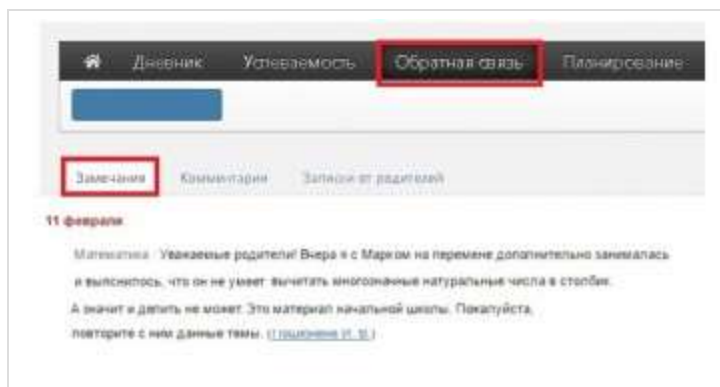 Дневник Успеваемость Обратная связь Планирование
Замечания Комментарии Записки от родителей
11 февраля
Математика Уважаемые родители! Вчера я с Марком на перемене дополнительно занималась
и выяснилось, что он не умеет вычитать многозначные натуральные числа в столбик.
А значит и делить не может. Это материал начальной школы. Пожалуйста,
повторите с ним данные темы. И. В.)